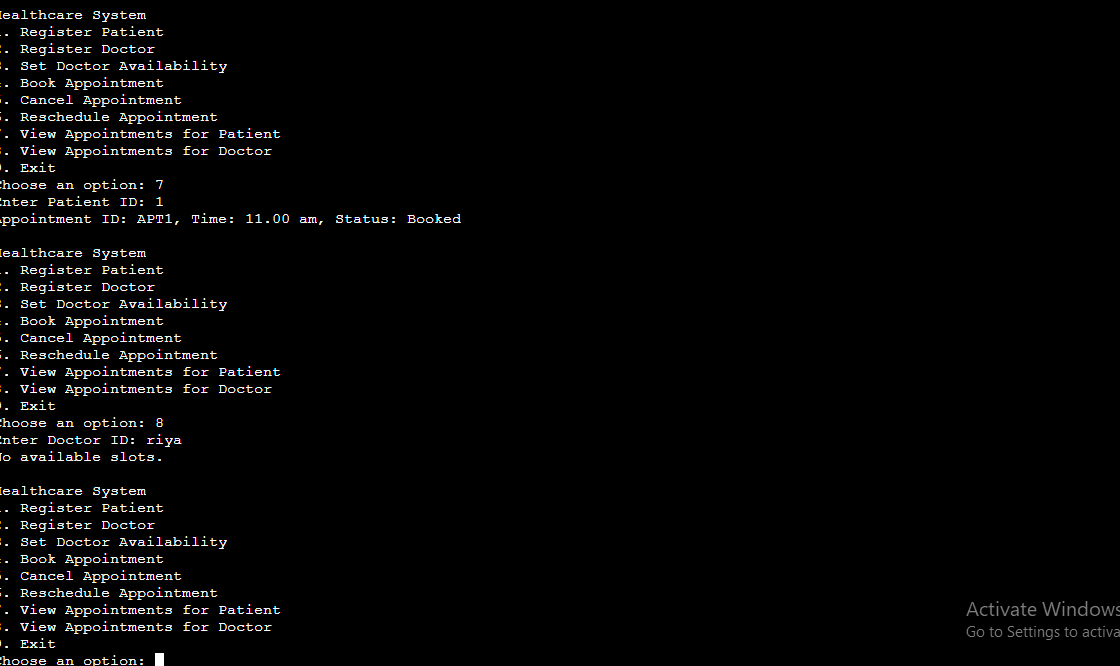 ealthcare System
. Register Patient
. Register Doctor
. Set Doctor Availability
. Book Appointment
. Cancel Appointment
. Reschedule Appointment
. View Appointments for Patient
. View Appointments for Doctor
. Exit
hoose an option: 7
nter Patient ID: 1
ppointment ID: APT1, Time: 11.00 am, Status: Booked
ealthcare System
. Register Patient
. Register Doctor
. Set Doctor Availability
. Book Appointment
. Cancel Appointment
. Reschedule Appointment
. View Appointments for Patient
. View Appointments for Doctor
. Exit
hoose an option: 8
nter Doctor ID: riya
o available slots.
ealthcare System
. Register Patient
. Register Doctor
. Set Doctor Availability
. Book Appointment
. Cancel Appointment
. Reschedule Appointment
. View Appointments for Patient
. View Appointments for Doctor
. Exit
hoose an option:
Activate Windows
Go to Settings to activa